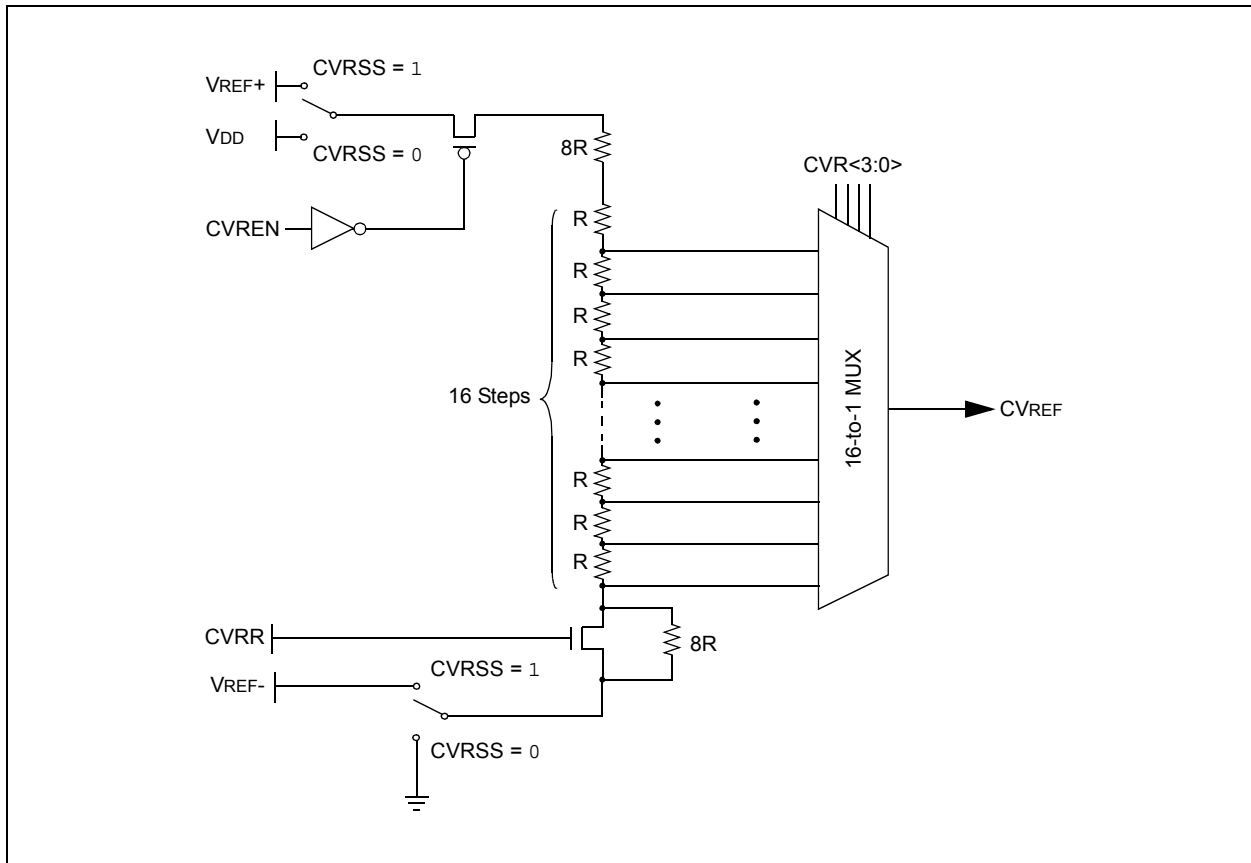 CVRSS = 1
VREF+
VDD
CVRSS = 0
8R
CVR<3:0>
CVREN
R
R
R
R
16 Steps
16-to-1 MUX
CVREF
R
R
R
CVRR
8R
CVRSS = 1
VREF-
CVRSS = 0